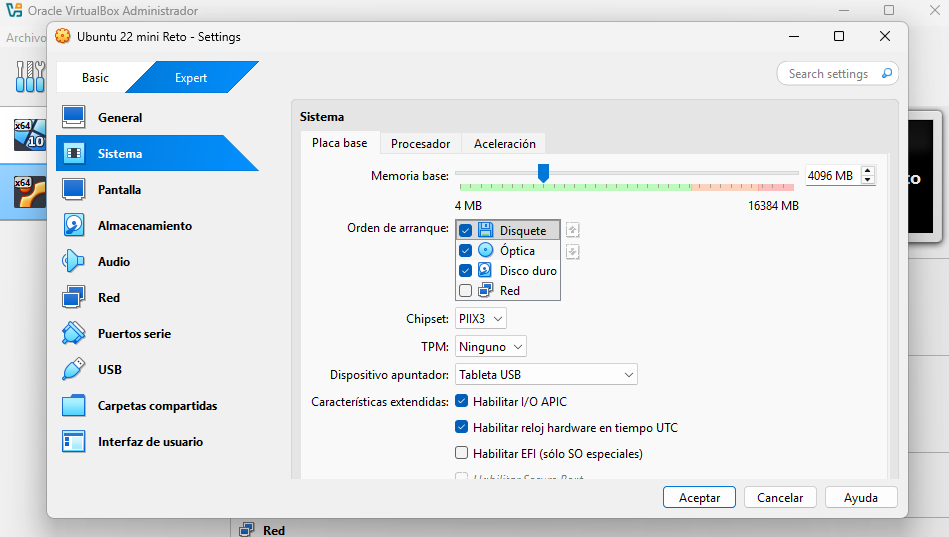 Oracle VirtualBox Administrador
Archivo
Ubuntu 22 mini Reto - Settings
Basic
Expert
Search settings
x64
10
x64
General
Sistema
Pantalla
Almacenamiento
Audio
Red
Puertos serie
USB
Carpetas compartidas
Interfaz de usuario
Sistema
Placa base
Procesador
Aceleración
Memoria base:
4096 MB
4 MB
16384 MB
Orden de arranque:
Disquete
Óptica
Disco duro
Red
Chipset:
PIIX3
TPM:
Ninguno
Dispositivo apuntador:
Tableta USB
Características extendidas:
Habilitar I/O APIC
Habilitar reloj hardware en tiempo UTC
Habilitar EFI (sólo SO especiales)
Aceptar
Cancelar
Ayuda
Red